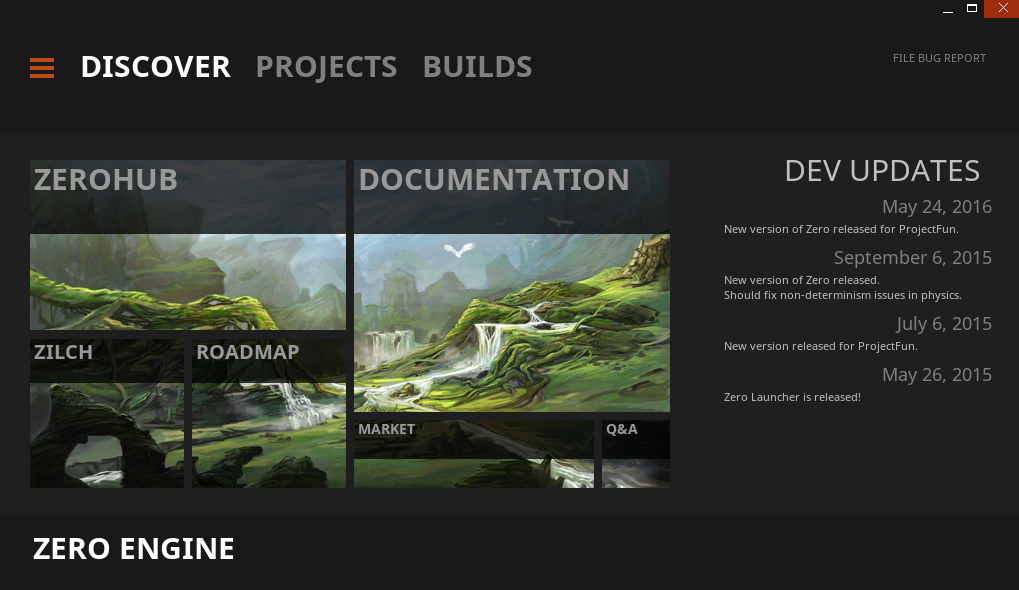 DISCOVER PROJECTS BUILDS
FILE BUG REPORT
ZEROHUB
DOCUMENTATION
ZILCH
ROADMAP
MARKET
Q&A
DEV UPDATES
May 24, 2016
New version of Zero released for ProjectFun.
September 6, 2015
New version of Zero released.
Should fix non-determinism issues in physics.
July 6, 2015
New version released for ProjectFun.
May 26, 2015
Zero Launcher is released!
ZERO ENGINE